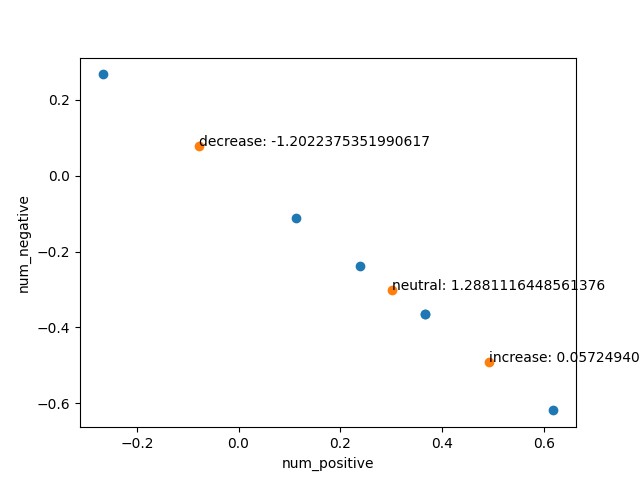 0.2
0.0
−0.2
−0.4
−0.6
num_negative
decrease: -1.2022375351990617
neutral: 1.2881116448561376
increase: 0.05724940
−0.2
0.0
0.2
0.4
0.6
num_positive